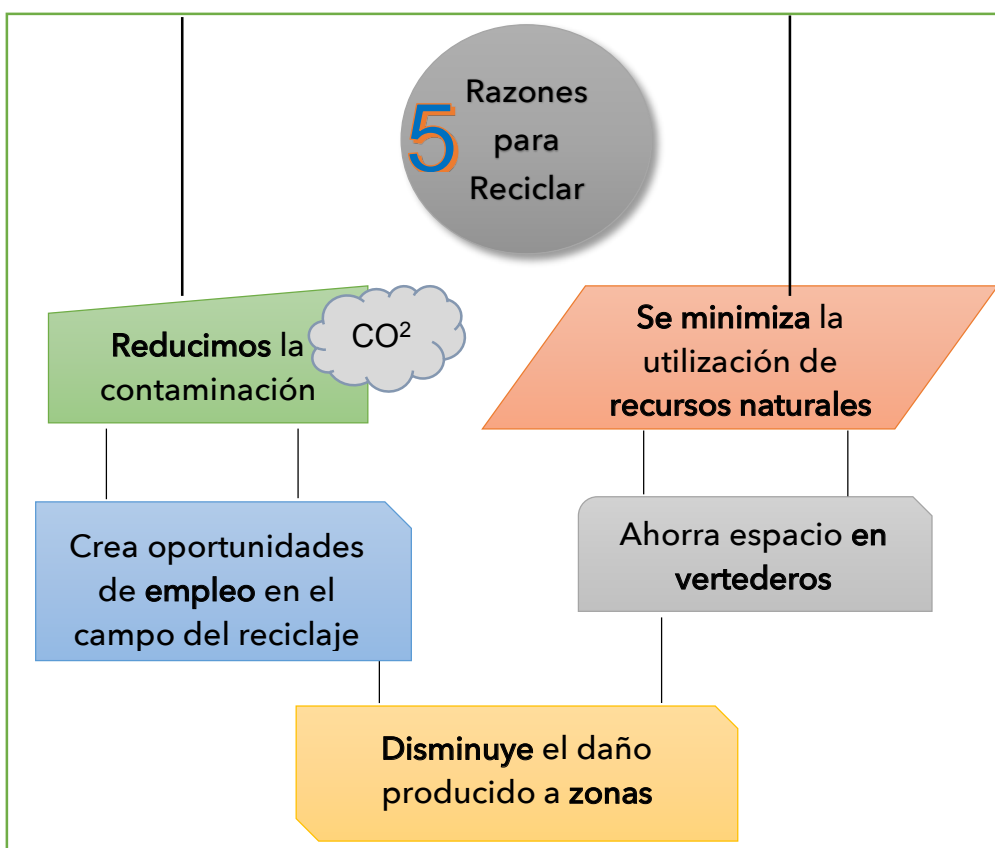 5
Razones
para
Reciclar
Reducimos la
contaminación
CO²
Se minimiza la
utilización de
recursos naturales
Crea oportunidades
de empleo en el
campo del reciclaje
Ahorra espacio en
vertederos
Disminuye el daño
producido a zonas